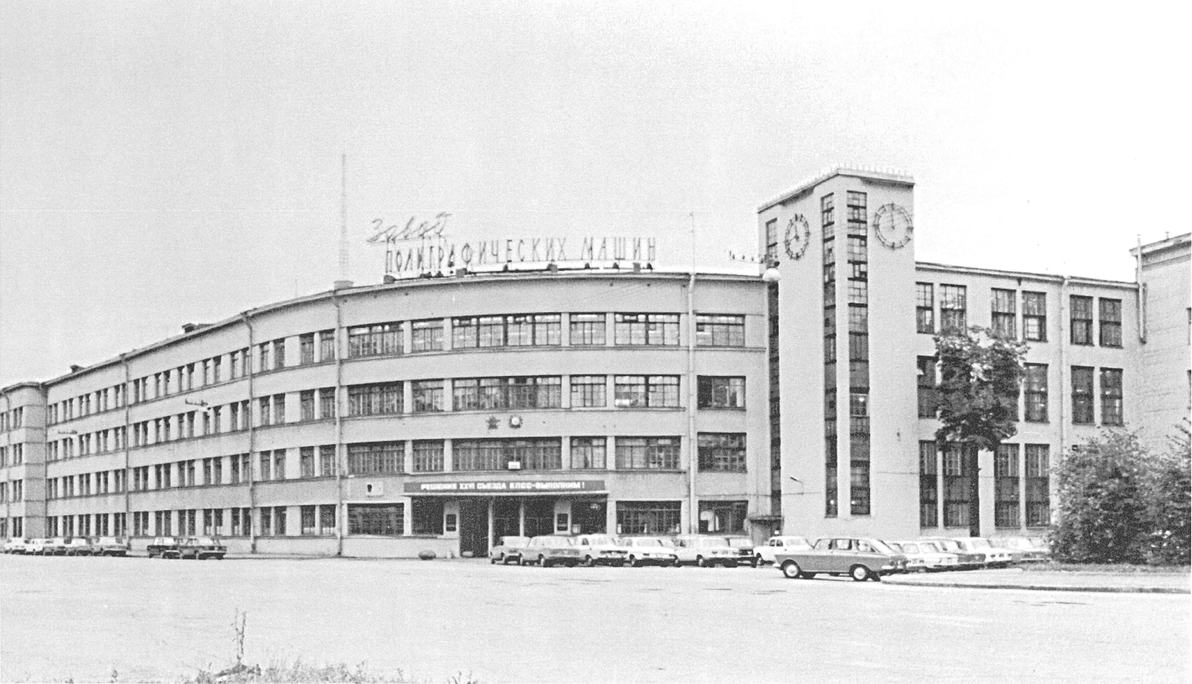 Завод
ПОЛИГРАФИЧЕСКИХ МАШИН
РЕШЕНИЯ XXVI СЪЕЗДА КПСС-ВЫПОЛНИМ!